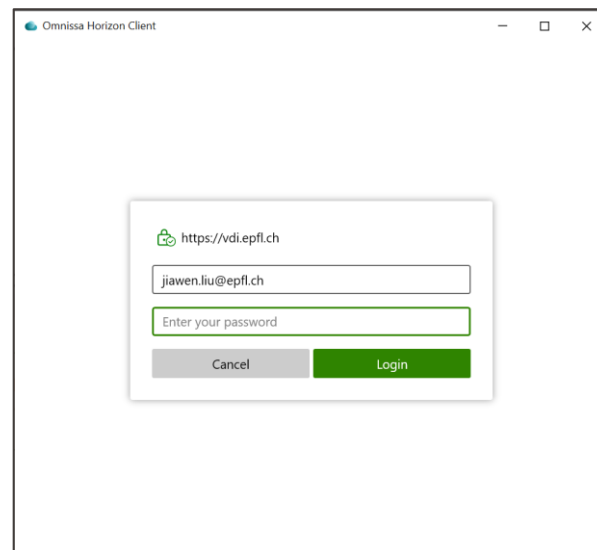 Omnissa Horizon Client
https://vdi.epfl.ch
jiawen.liu@epfl.ch
Enter your password
Cancel Login